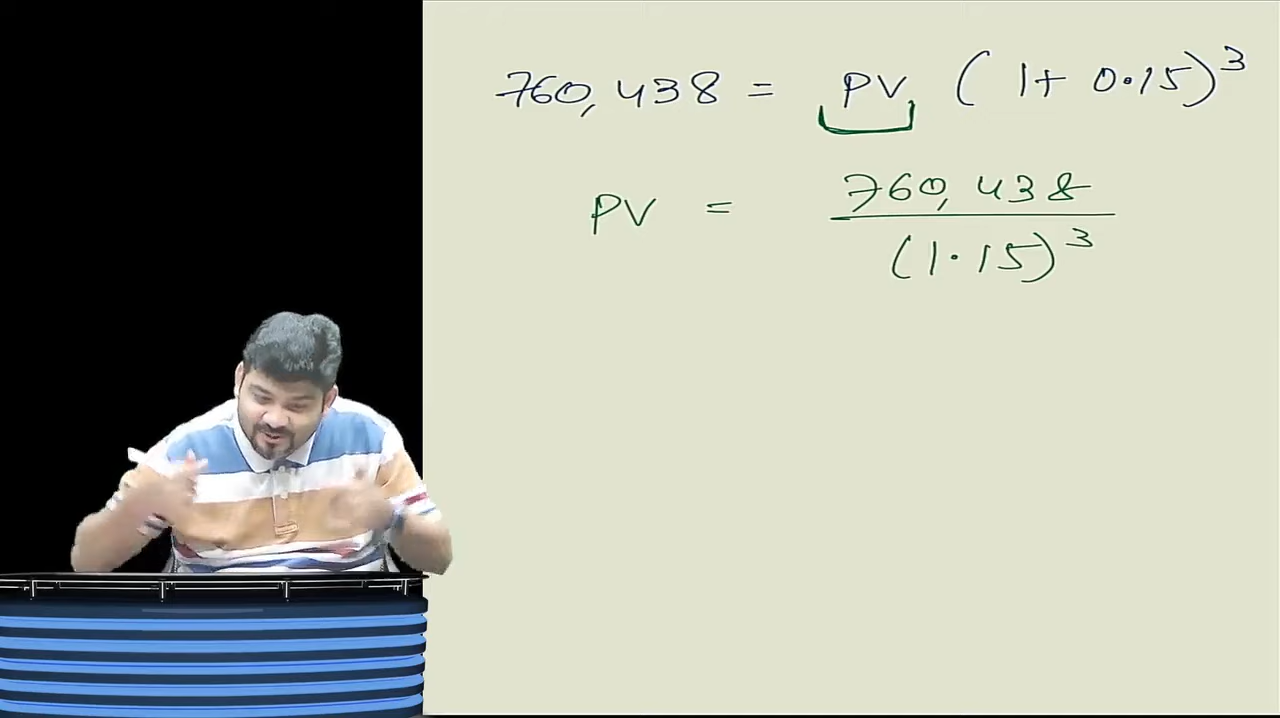 760,438 = PV (1+ 0.15)^3
PV = 760,438 / (1.15)^3